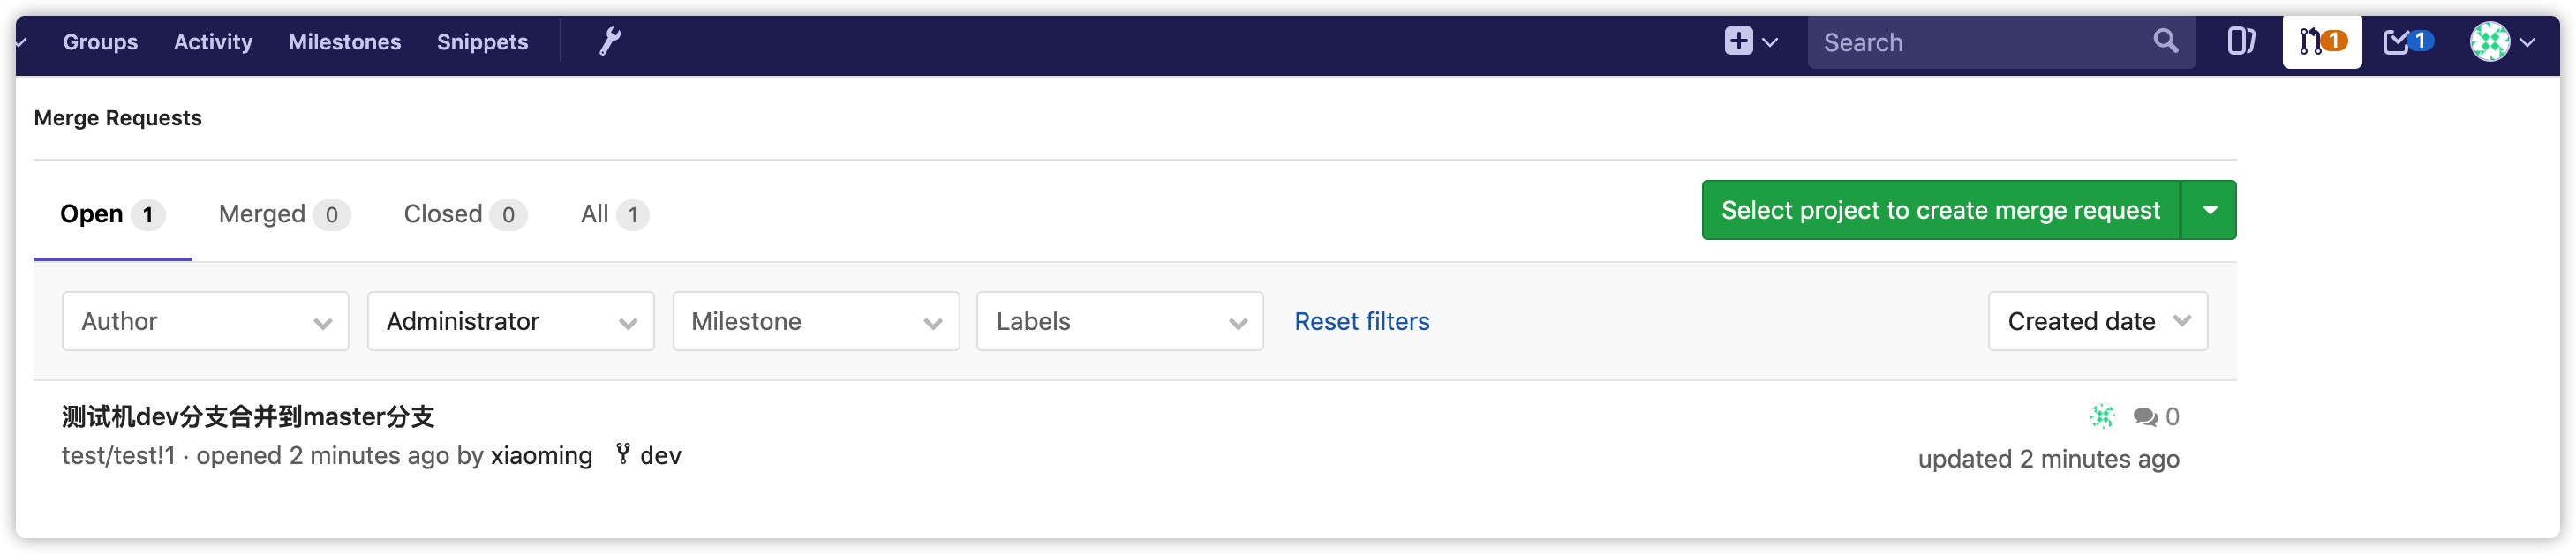 Groups Activity Milestones Snippets Search 1 1
Merge Requests
Open 1 Merged 0 Closed 0 All 1 Select project to create merge request
Author Administrator Milestone Labels Reset filters Created date
测试机dev分支合并到master分支 0
test/test!1 · opened 2 minutes ago by xiaoming dev updated 2 minutes ago